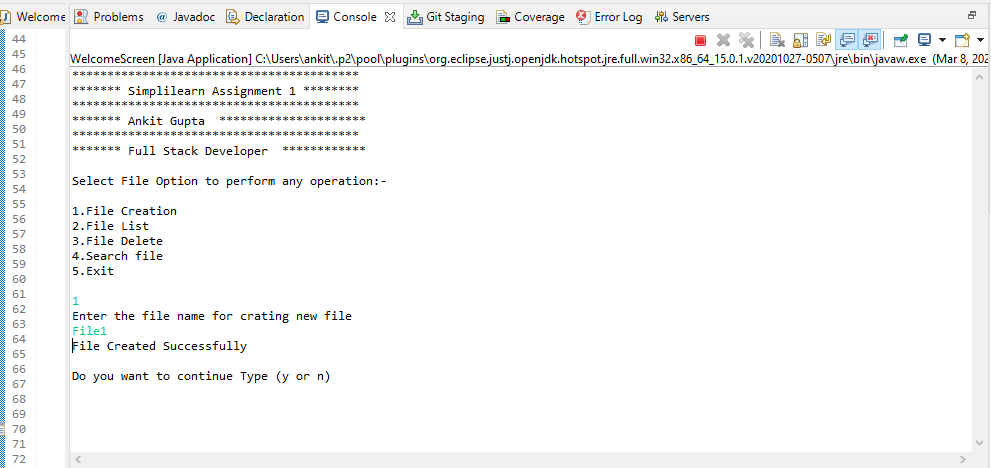 Welcome Problems @ Javadoc Declaration Console Git Staging Coverage Error Log Servers
WelcomeScreen [Java Application] C:\Users\ankit\.p2\pool\plugins\org.eclipse.justj.openjdk.hotspot.jre.full.win32.x86_64_15.0.1.v20201027-0507\jre\bin\javaw.exe (Mar 8, 202
*****************************************
******* Simplilearn Assignment 1 ********
*****************************************
******* Ankit Gupta  *********************
*****************************************
******* Full Stack Developer  ************
Select File Option to perform any operation:-
1.File Creation
2.File List
3.File Delete
4.Search file
5.Exit
1
Enter the file name for crating new file
File1
File Created Successfully
Do you want to continue Type (y or n)
44
45
46
47
48
49
50
51
52
53
54
55
56
57
58
59
60
61
62
63
64
65
66
67
68
69
70
71
72